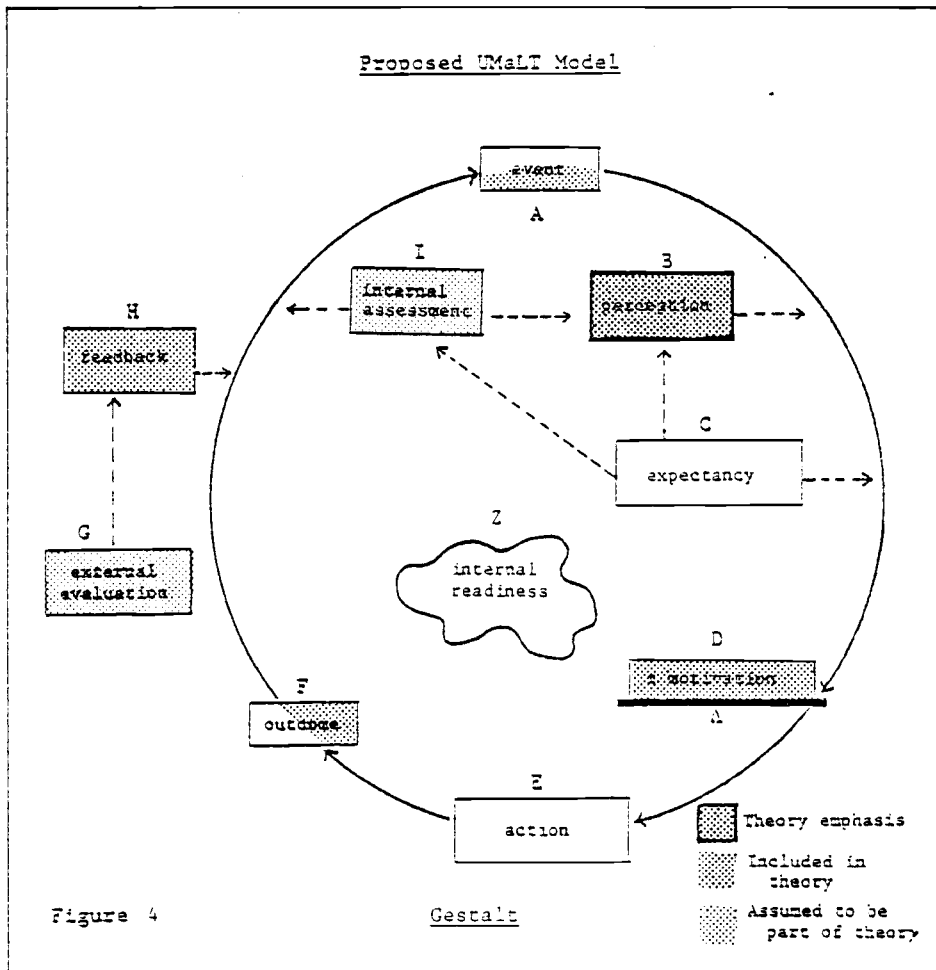 Proposed UMaLT Model
event
A
I
internal
assessment
B
perception
H
feedback
C
expectancy
Z
internal
readiness
G
external
evaluation
D
motivation
A
F
outcome
E
action
Theory emphasis
Included in
theory
Assumed to be
part of theory
Figure 4
Gestalt